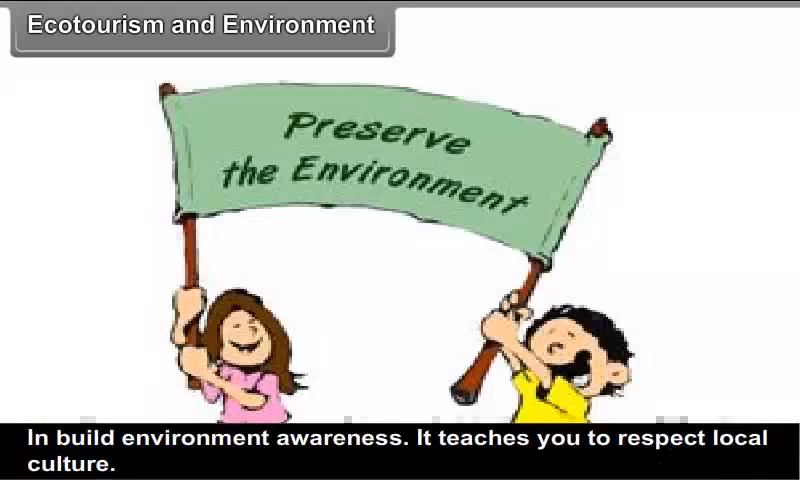 Ecotourism and Environment
Preserve
the Environment
In build environment awareness. It teaches you to respect local
culture.